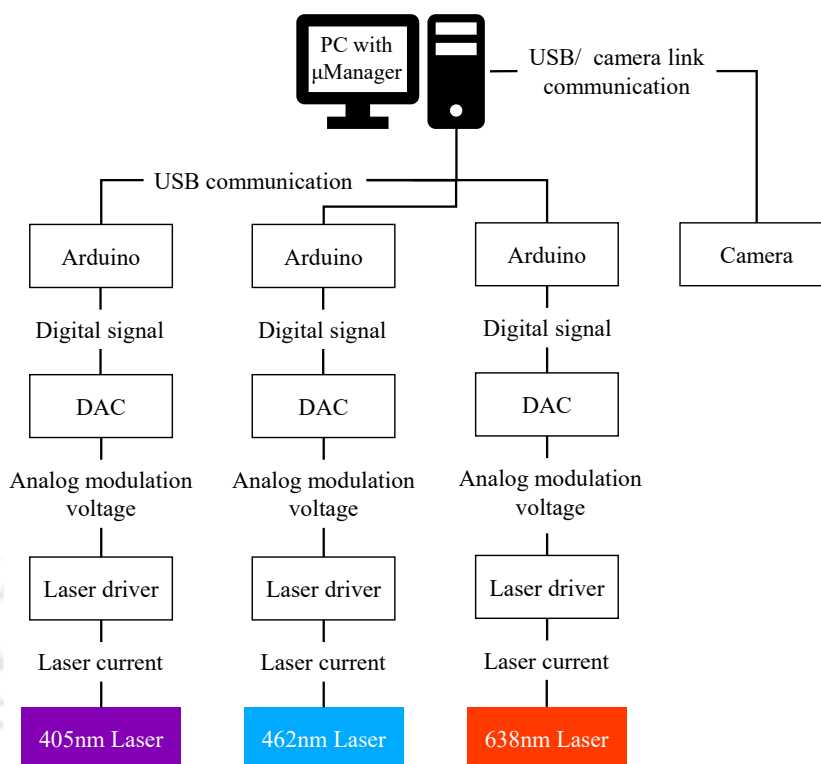 PC with
μManager
USB/ camera link
communication
USB communication
Arduino
Arduino
Arduino
Camera
Digital signal
Digital signal
Digital signal
DAC
DAC
DAC
Analog modulation
voltage
Analog modulation
voltage
Analog modulation
voltage
Laser driver
Laser driver
Laser driver
Laser current
Laser current
Laser current
405nm Laser
462nm Laser
638nm Laser